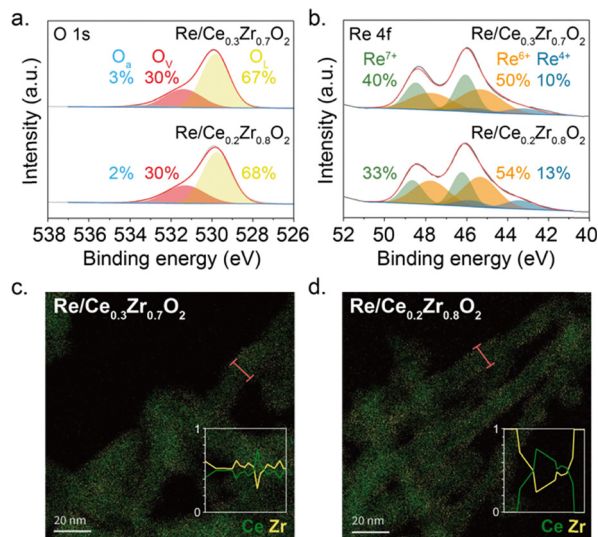 a.
O 1s
Re/Ce0.3Zr0.7O2
Oa
OV
OL
3%
30%
67%
Re/Ce0.2Zr0.8O2
2%
30%
68%
Intensity (a.u.)
538 536 534 532 530 528 526
Binding energy (eV)
b.
Re 4f
Re/Ce0.3Zr0.7O2
Re7+
Re6+
Re4+
40%
50%
10%
Re/Ce0.2Zr0.8O2
33%
54%
13%
Intensity (a.u.)
52 50 48 46 44 42 40
Binding energy (eV)
c.
Re/Ce0.3Zr0.7O2
1
0
20 nm
Ce Zr
d.
Re/Ce0.2Zr0.8O2
1
0
20 nm
Ce Zr